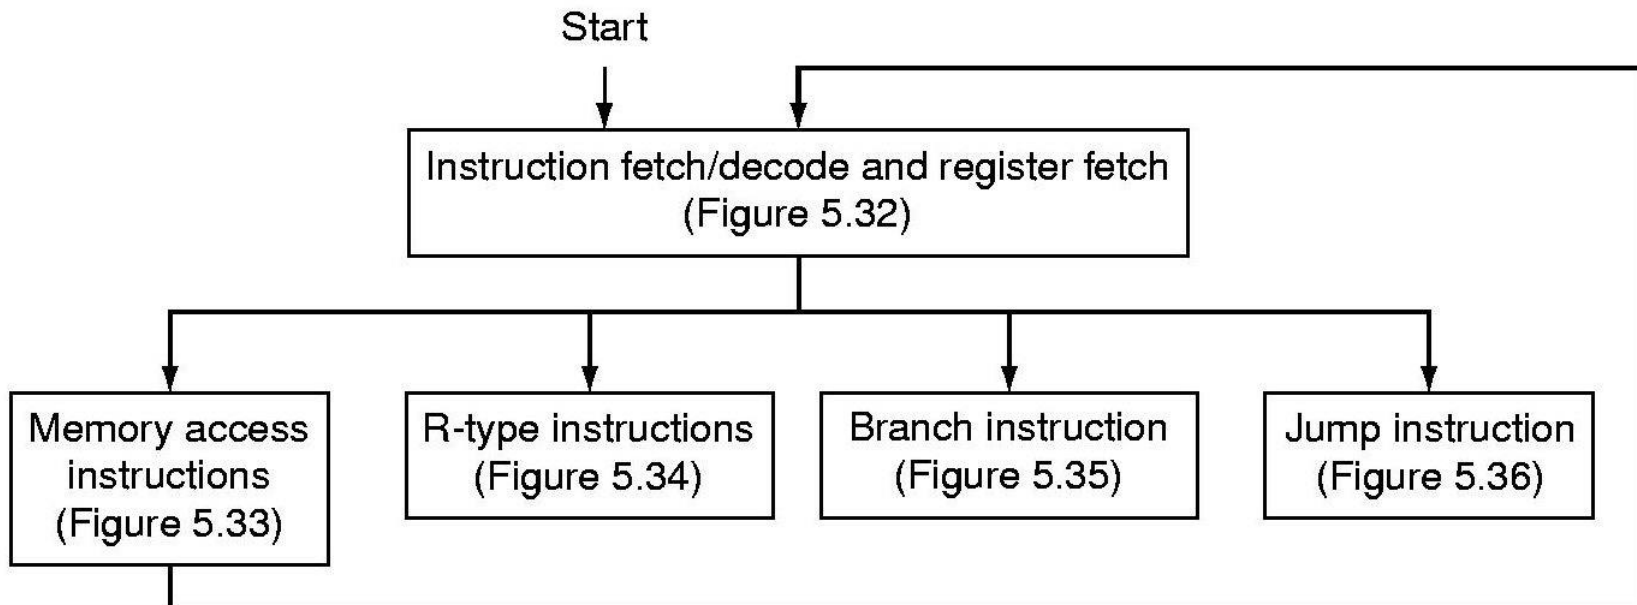 Start
Instruction fetch/decode and register fetch
(Figure 5.32)
Memory access
instructions
(Figure 5.33)
R-type instructions
(Figure 5.34)
Branch instruction
(Figure 5.35)
Jump instruction
(Figure 5.36)